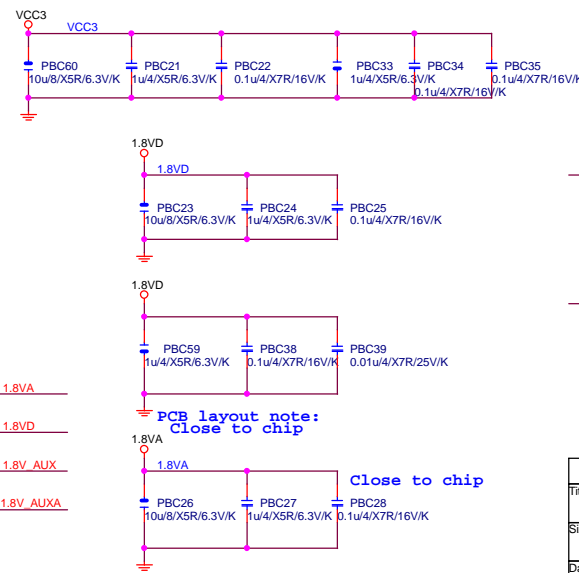 VCC3
VCC3
PBC60
10u/8/X5R/6.3V/K
PBC21
1u/4/X5R/6.3V/K
PBC22
0.1u/4/X7R/16V/K
PBC33
1u/4/X5R/6.3V/K
PBC34
0.1u/4/X7R/16V/K
PBC35
0.1u/4/X7R/16V/K
1.8VD
1.8VD
PBC23
10u/8/X5R/6.3V/K
PBC24
1u/4/X5R/6.3V/K
PBC25
0.1u/4/X7R/16V/K
1.8VD
PBC59
1u/4/X5R/6.3V/K
PBC38
0.1u/4/X7R/16V/K
PBC39
0.01u/4/X7R/25V/K
1.8VA
1.8VD
1.8V_AUX
1.8V_AUXA
PCB layout note:
Close to chip
1.8VA
1.8VA
Close to chip
PBC26
10u/8/X5R/6.3V/K
PBC27
1u/4/X5R/6.3V/K
PBC28
0.1u/4/X7R/16V/K